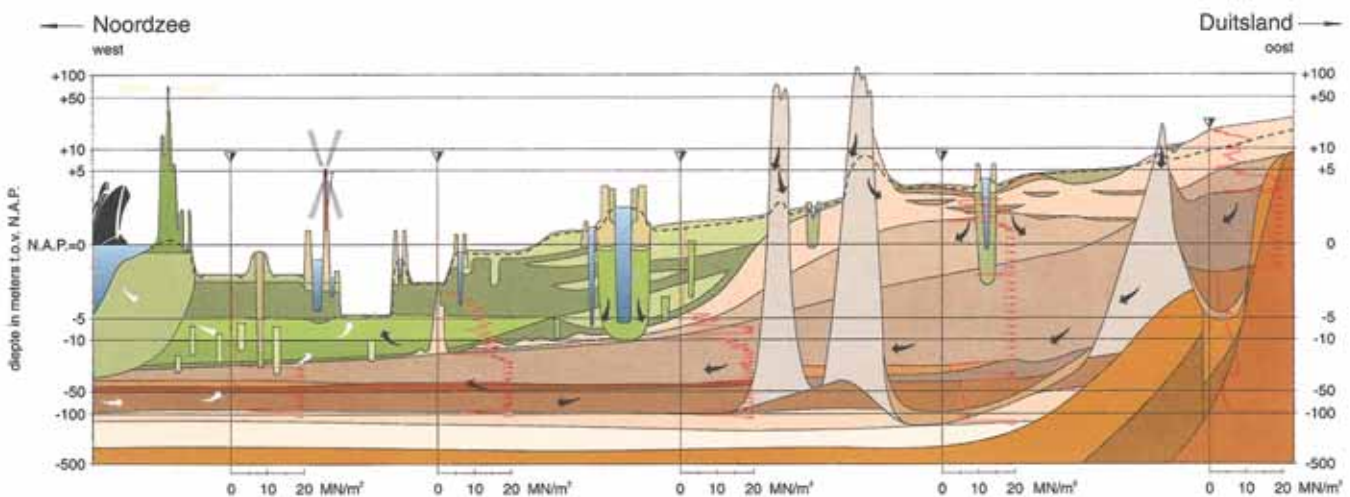 Noordzee
west
Duitsland
oost
diepte in meters t.o.v. N.A.P.
+100
+50
+10
+5
N.A.P.=0
-5
-10
-50
-100
-500
+100
+50
+10
+5
0
-5
-10
-50
-100
-500
0 10 20 MN/m²
0 10 20 MN/m²
0 10 20 MN/m²
0 10 20 MN/m²
0 10 20 MN/m²